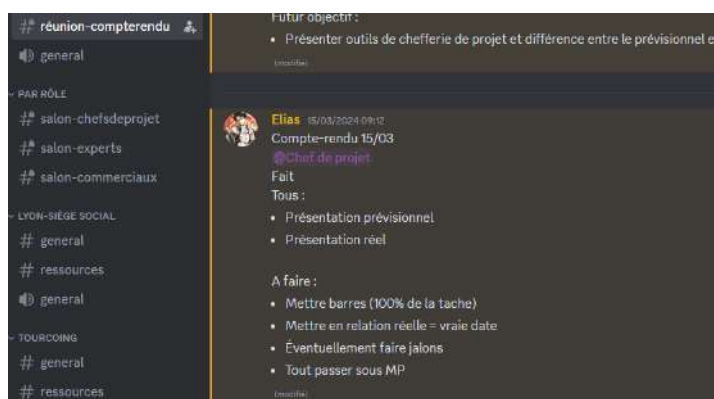 réunion-compterendu
general
PAR RÔLE
salon-chefsdeprojet
salon-experts
salon-commerciaux
LYON-SIÈGE SOCIAL
general
ressources
general
TOURCOING
general
ressources
Futur objectif :
• Présenter outils de chefferie de projet et différence entre le prévisionnel e
(modifié)
Elias 15/03/2024 09:12
Compte-rendu 15/03
@Chef de projet
Fait
Tous :
• Présentation prévisionnel
• Présentation réel
A faire :
• Mettre barres (100% de la tache)
• Mettre en relation réelle = vraie date
• Éventuellement faire jalons
• Tout passer sous MP
(modifié)